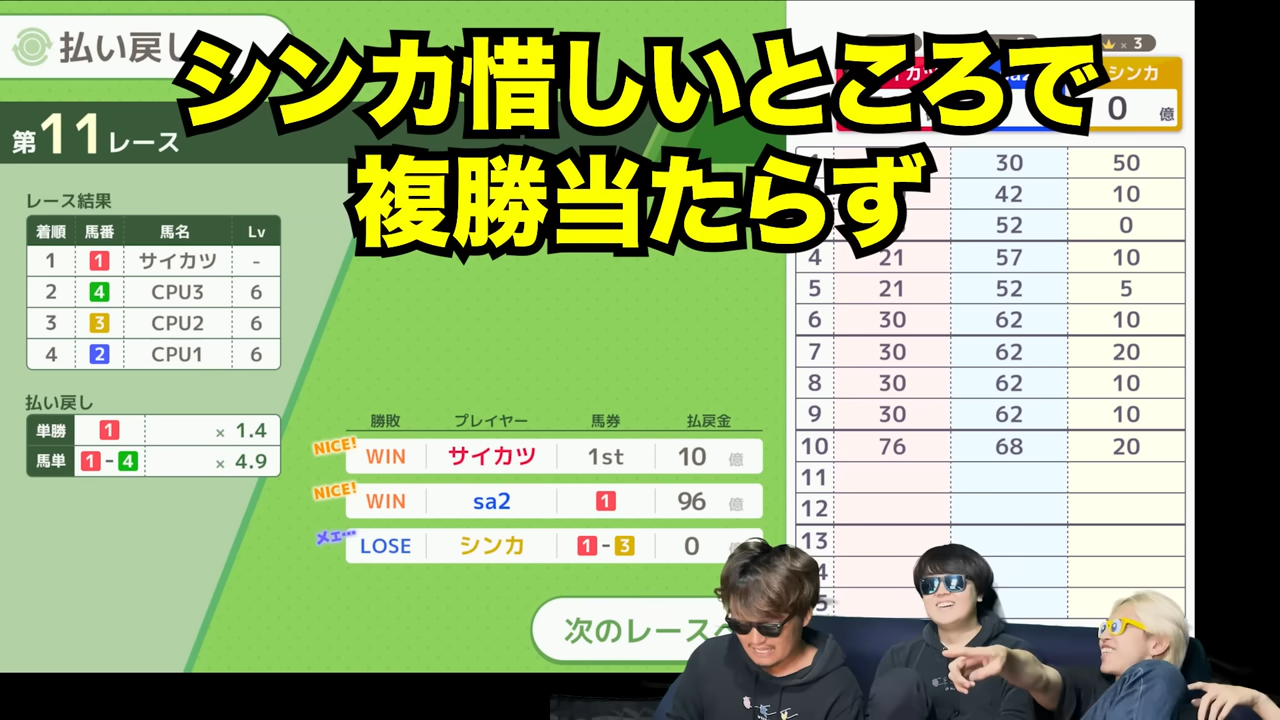 払い戻し
シンカ惜しいところで
複勝当たらず
第11レース
× 3
シンカ
0 億
レース結果
着順 馬番 馬名 Lv
1 1 サイカツ -
2 4 CPU3 6
3 3 CPU2 6
4 2 CPU1 6
払い戻し
単勝 1 × 1.4
馬単 1-4 × 4.9
勝敗 プレイヤー 馬券 払戻金
NICE! WIN サイカツ 1st 10 億
NICE! WIN sa2 1 96 億
メェ… LOSE シンカ 1-3 0
次のレースへ
30 50
42 10
52 0
4 21 57 10
5 21 52 5
6 30 62 10
7 30 62 20
8 30 62 10
9 30 62 10
10 76 68 20
11
12
13